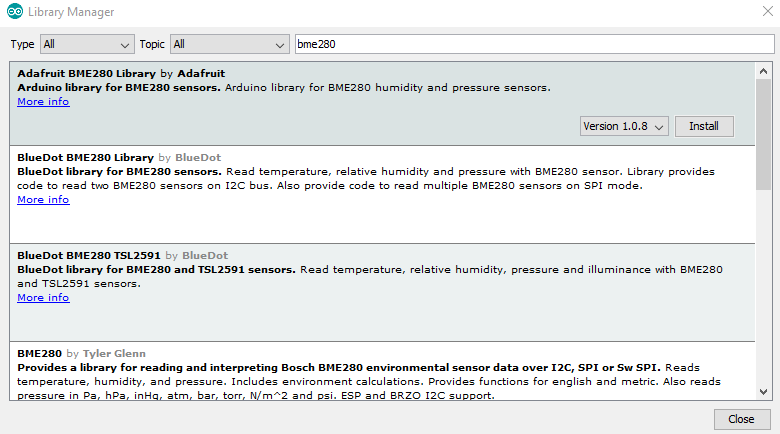 Library Manager
Type All Topic All bme280
Adafruit BME280 Library by Adafruit
Arduino library for BME280 sensors. Arduino library for BME280 humidity and pressure sensors.
More info
Version 1.0.8 Install
BlueDot BME280 Library by BlueDot
BlueDot library for BME280 sensors. Read temperature, relative humidity and pressure with BME280 sensor. Library provides
code to read two BME280 sensors on I2C bus. Also provide code to read multiple BME280 sensors on SPI mode.
More info
BlueDot BME280 TSL2591 by BlueDot
BlueDot library for BME280 and TSL2591 sensors. Read temperature, relative humidity, pressure and illuminance with BME280
and TSL2591 sensors.
More info
BME280 by Tyler Glenn
Provides a library for reading and interpreting Bosch BME280 environmental sensor data over I2C, SPI or Sw SPI. Reads
temperature, humidity, and pressure. Includes environment calculations. Provides functions for english and metric. Also reads
pressure in Pa, hPa, inHg, atm, bar, torr, N/m^2 and psi. ESP and BRZO I2C support.
Close